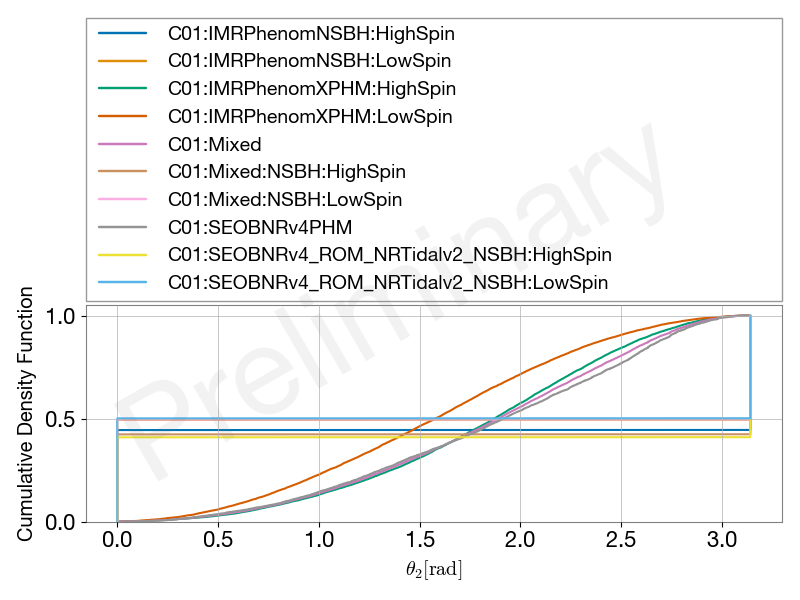 C01:IMRPhenomNSBH:HighSpin
C01:IMRPhenomNSBH:LowSpin
C01:IMRPhenomXPHM:HighSpin
C01:IMRPhenomXPHM:LowSpin
C01:Mixed
C01:Mixed:NSBH:HighSpin
C01:Mixed:NSBH:LowSpin
C01:SEOBNRv4PHM
C01:SEOBNRv4_ROM_NRTidalv2_NSBH:HighSpin
C01:SEOBNRv4_ROM_NRTidalv2_NSBH:LowSpin
Preliminary
Cumulative Density Function
1.0
0.5
0.0
0.0 0.5 1.0 1.5 2.0 2.5 3.0
θ₂[rad]